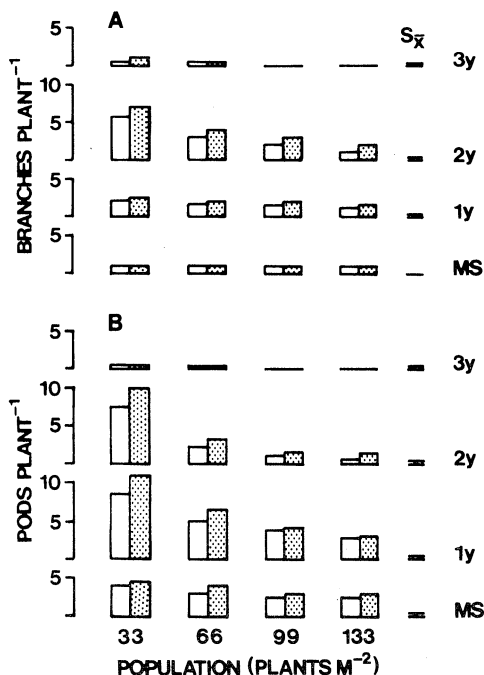 A
S x̄
5
3y
10
5
2y
5
1y
5
MS
BRANCHES PLANT⁻¹
B
5
3y
10
5
2y
10
5
1y
5
MS
PODS PLANT⁻¹
33 66 99 133
POPULATION (PLANTS M⁻²)